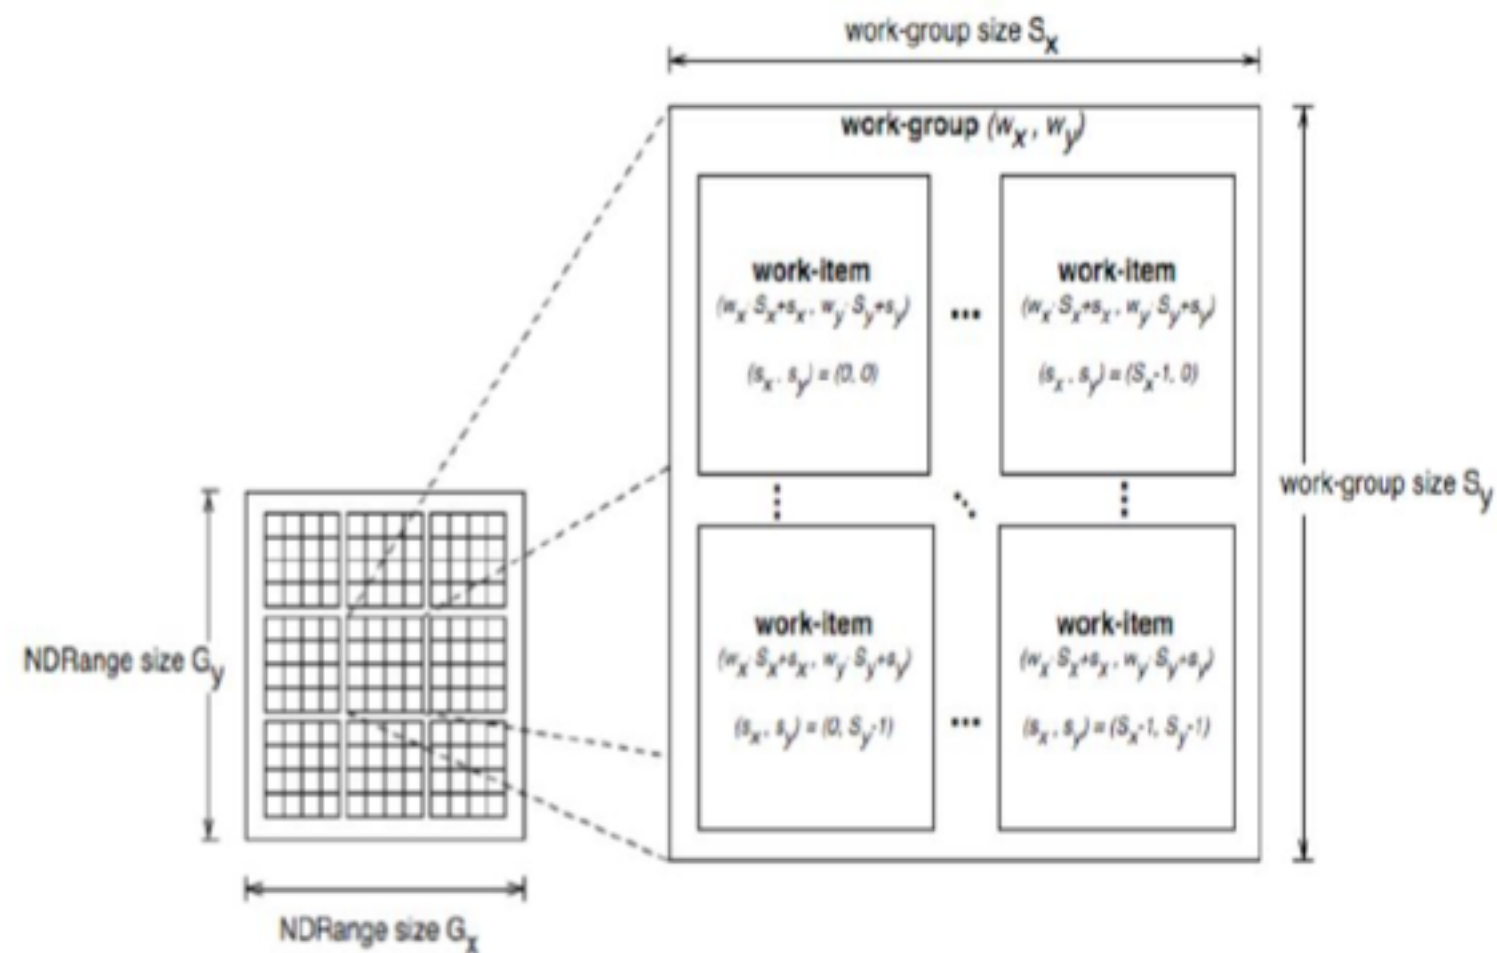 work-group size Sx
work-group (wx , wy)
work-item
(wx·Sx+sx , wy·Sy+sy)
(sx , sy) = (0, 0)
...
work-item
(wx·Sx+sx , wy·Sy+sy)
(sx , sy) = (Sx-1, 0)
work-group size Sy
work-item
(wx·Sx+sx , wy·Sy+sy)
(sx , sy) = (0, Sy-1)
...
work-item
(wx·Sx+sx , wy·Sy+sy)
(sx , sy) = (Sx-1, Sy-1)
NDRange size Gy
NDRange size Gx